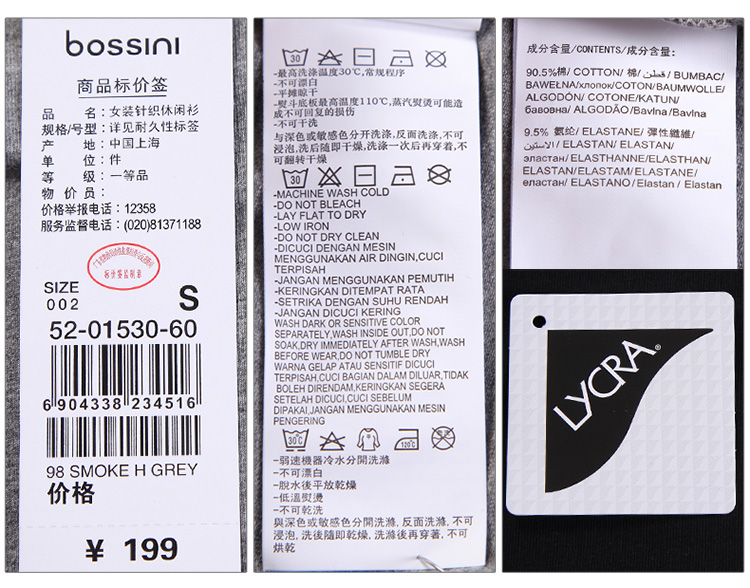 bossini
商品标价签
品 名：女装针织休闲衫
规格/号型：详见耐久性标签
产 地：中国上海
单 位：件
等 级：一等品
物 价 员：
价格举报电话：12358
服务监督电话：(020)81371188
标价签监制章
SIZE
002 S
52-01530-60
6 904338 234516
98 SMOKE H GREY
价格
¥ 199
30
-最高洗涤温度30℃,常规程序
-不可漂白
-平摊晾干
-熨斗底板最高温度110℃,蒸汽熨烫可能造
成不可回复的损伤
-不可干洗
与深色或敏感色分开洗涤, 反面洗涤, 不可
浸泡, 洗后随即干燥, 洗涤一次后再穿着, 不
可翻转干燥
30
-MACHINE WASH COLD
-DO NOT BLEACH
-LAY FLAT TO DRY
-LOW IRON
-DO NOT DRY CLEAN
-DICUCI DENGAN MESIN
MENGGUNAKAN AIR DINGIN,CUCI
TERPISAH
-JANGAN MENGGUNAKAN PEMUTIH
-KERINGKAN DITEMPAT RATA
-SETRIKA DENGAN SUHU RENDAH
-JANGAN DICUCI KERING
WASH DARK OR SENSITIVE COLOR
SEPARATELY,WASH INSIDE OUT,DO NOT
SOAK,DRY IMMEDIATELY AFTER WASH,WASH
BEFORE WEAR,DO NOT TUMBLE DRY
WARNA GELAP ATAU SENSITIF DICUCI
TERPISAH,CUCI BAGIAN DALAM DILUAR,TIDAK
BOLEH DIRENDAM,KERINGKAN SEGERA
SETELAH DICUCI,CUCI SEBELUM
DIPAKAI,JANGAN MENGGUNAKAN MESIN
PENGERING
30℃ 120℃
-弱速機器冷水分開洗滌
-不可漂白
-脫水後平放乾燥
-低溫熨燙
-不可乾洗
與深色或敏感色分開洗滌, 反面洗滌, 不可
浸泡, 洗後隨即乾燥, 洗滌後再穿著, 不可
烘乾
成分含量/CONTENTS/成分含量:
90.5%棉/ COTTON/ 棉/ قطن/ BUMBAC/
BAWEŁNA/хлопок/COTON/BAUMWOLLE/
ALGODÓN/ COTONE/KATUN/
бавовна/ ALGODÃO/Bavlna /Bavlna
9.5% 氨纶/ ELASTANE/ 彈性纖維/
الاستين/ ELASTAN/ ELASTAN/
эластан/ ELASTHANNE/ELASTHAN/
ELASTAN/ ELASTAM/ ELASTANE/
еластан/ ELASTANO/Elastan / Elastan
LYCRA®